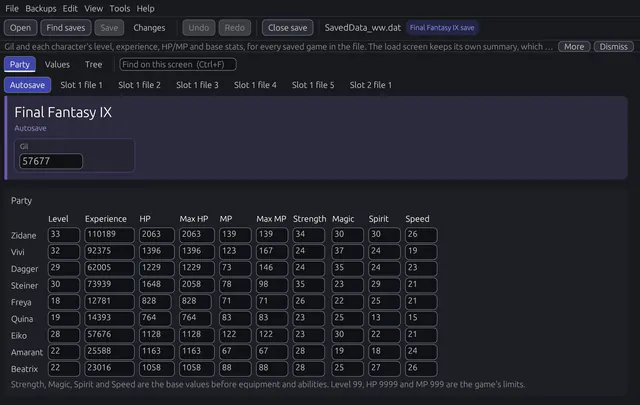 File Backups Edit View Tools Help
Open Find saves Save Changes Undo Redo Close save SavedData_ww.dat Final Fantasy IX save
Gil and each character's level, experience, HP/MP and base stats, for every saved game in the file. The load screen keeps its own summary, which ... More Dismiss
Party Values Tree Find on this screen (Ctrl+F)
Autosave Slot 1 file 1 Slot 1 file 2 Slot 1 file 3 Slot 1 file 4 Slot 1 file 5 Slot 2 file 1
Final Fantasy IX
Autosave
Gil
57677
Party
Level Experience HP Max HP MP Max MP Strength Magic Spirit Speed
Zidane 33 110189 2063 2063 139 139 34 30 30 26
Vivi 32 92375 1396 1396 123 167 24 37 24 19
Dagger 29 62005 1229 1229 73 146 24 35 24 23
Steiner 30 73939 1648 2058 78 98 35 23 29 21
Freya 18 12781 828 828 71 71 26 22 25 21
Quina 19 14393 764 764 83 83 23 25 13 15
Eiko 28 57676 1128 1128 122 122 23 30 22 21
Amarant 22 25588 1163 1163 67 67 28 19 18 24
Beatrix 22 23016 1058 1058 88 88 28 25 27 26
Strength, Magic, Spirit and Speed are the base values before equipment and abilities. Level 99, HP 9999 and MP 999 are the game's limits.